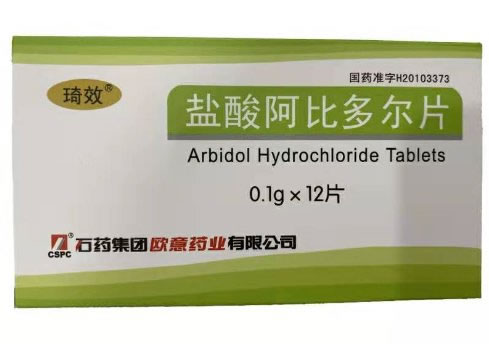 琦效®
国药准字H20103373
盐酸阿比多尔片
Arbidol Hydrochloride Tablets
0.1g×12片
CSPC® 石药集团欧意药业有限公司